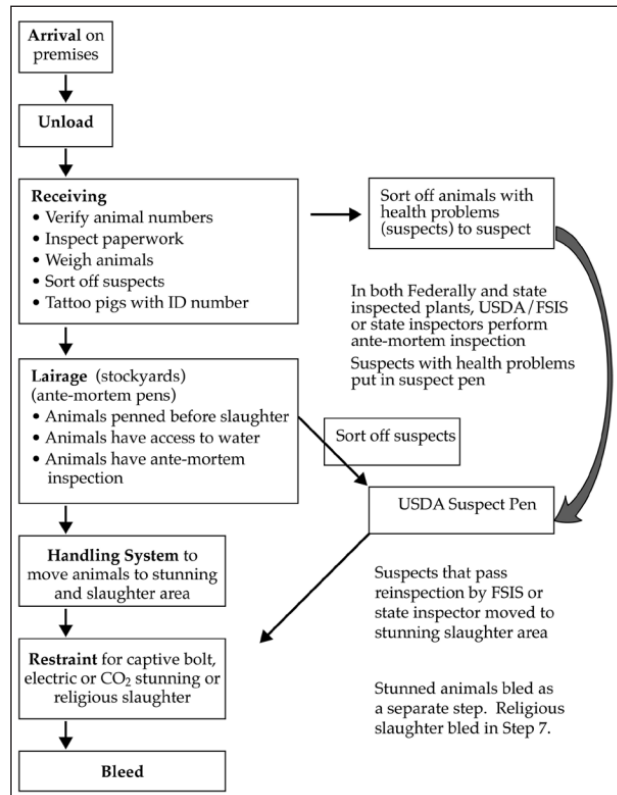 Arrival on
premises
Unload
Receiving
• Verify animal numbers
• Inspect paperwork
• Weigh animals
• Sort off suspects
• Tattoo pigs with ID number
Sort off animals with
health problems
(suspects) to suspect
In both Federally and state
inspected plants, USDA/FSIS
or state inspectors perform
ante-mortem inspection
Suspects with health problems
put in suspect pen
Lairage (stockyards)
(ante-mortem pens)
• Animals penned before slaughter
• Animals have access to water
• Animals have ante-mortem
inspection
Sort off suspects
USDA Suspect Pen
Handling System to
move animals to stunning
and slaughter area
Suspects that pass
reinspection by FSIS or
state inspector moved to
stunning slaughter area
Restraint for captive bolt,
electric or CO₂ stunning or
religious slaughter
Stunned animals bled as
a separate step. Religious
slaughter bled in Step 7.
Bleed